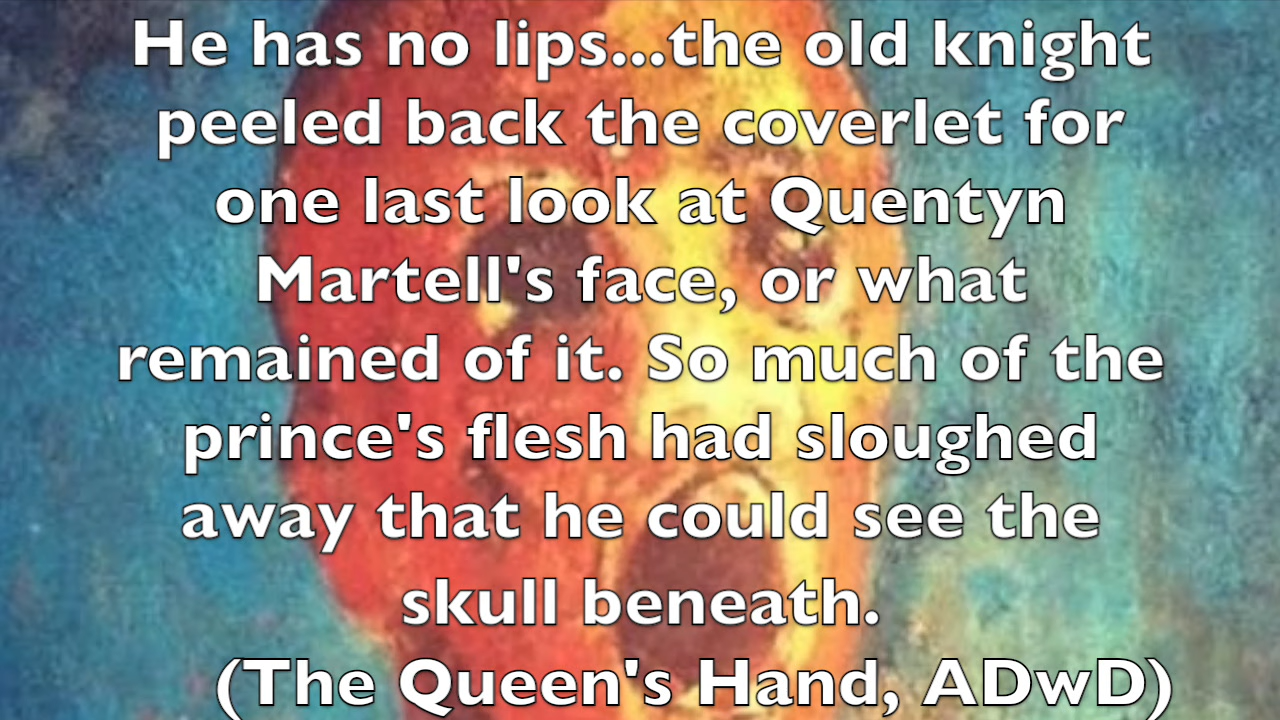 He has no lips...the old knight
peeled back the coverlet for
one last look at Quentyn
Martell's face, or what
remained of it. So much of the
prince's flesh had sloughed
away that he could see the
skull beneath.
(The Queen's Hand, ADwD)